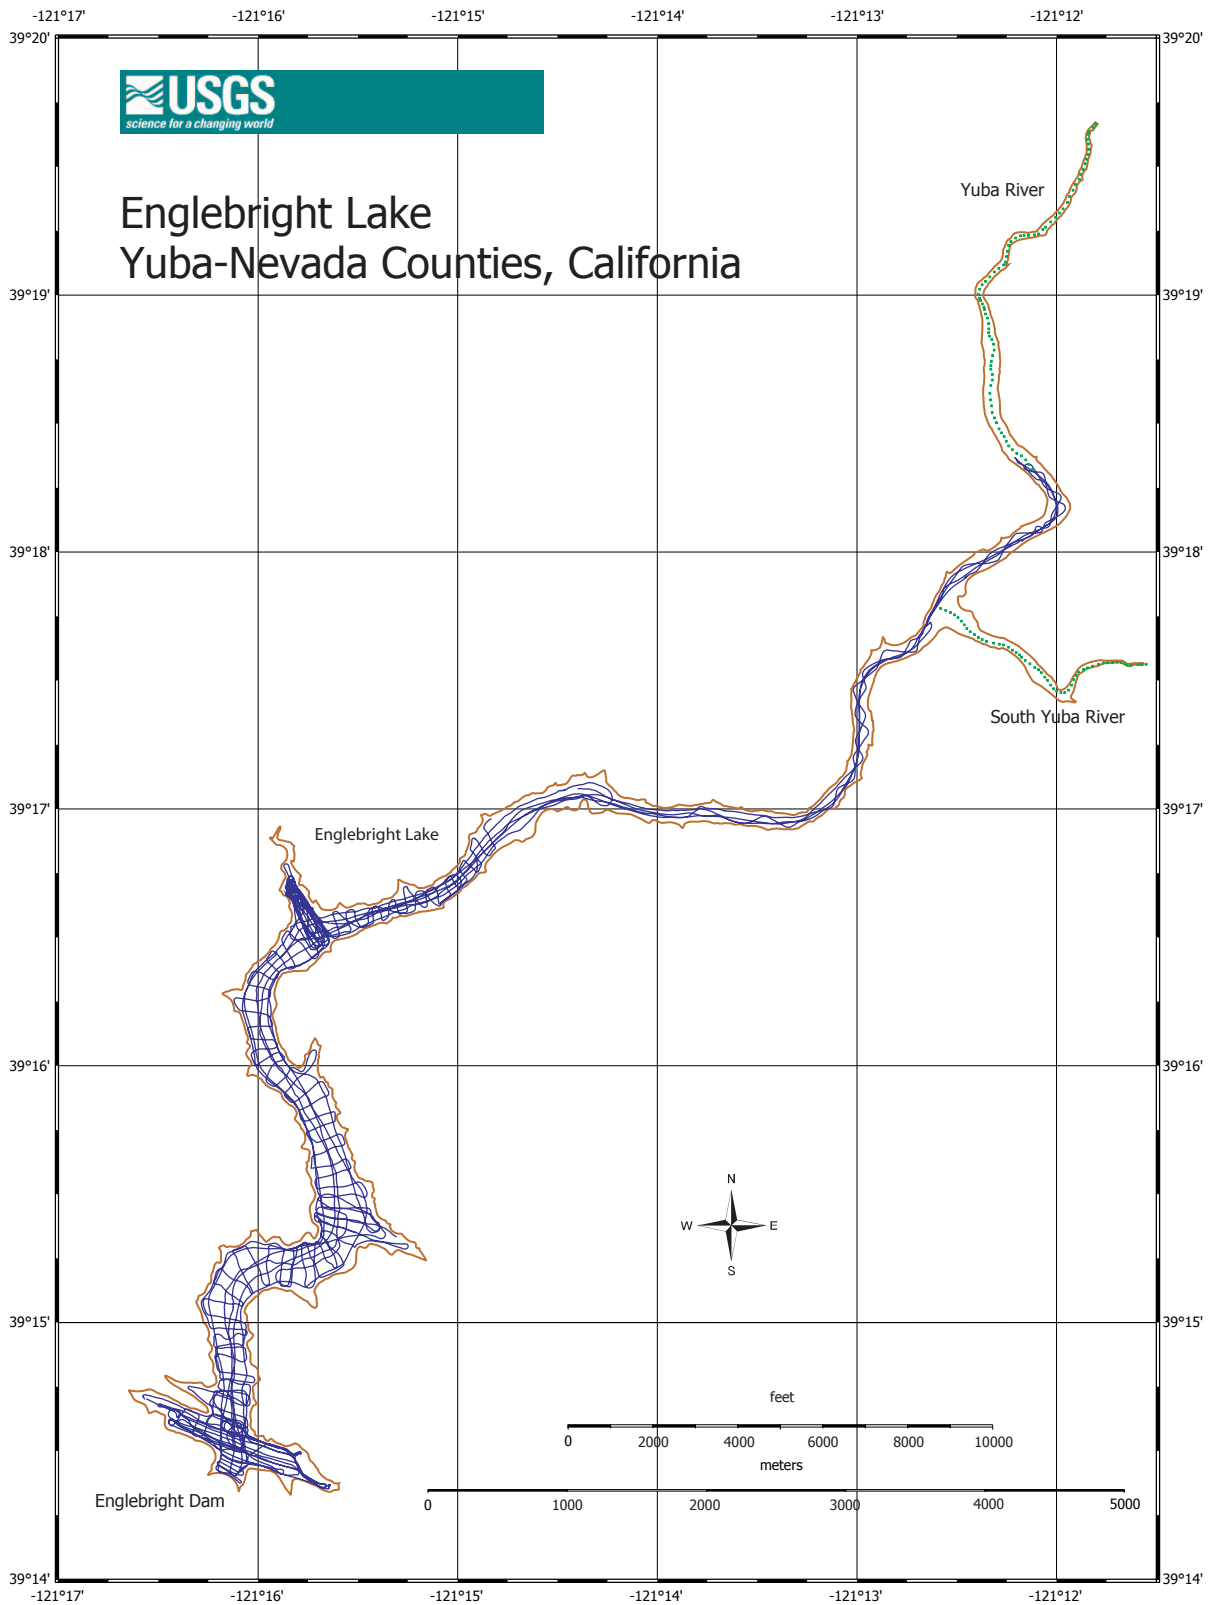 -121°17' -121°16' -121°15' -121°14' -121°13' -121°12'
39°20' 39°20'
USGS
science for a changing world
Yuba River
Englebright Lake
Yuba-Nevada Counties, California
39°19' 39°19'
39°18' 39°18'
South Yuba River
39°17' 39°17'
Englebright Lake
39°16' 39°16'
N
W E
S
39°15' 39°15'
feet
0 2000 4000 6000 8000 10000
meters
Englebright Dam
0 1000 2000 3000 4000 5000
39°14' 39°14'
-121°17' -121°16' -121°15' -121°14' -121°13' -121°12'